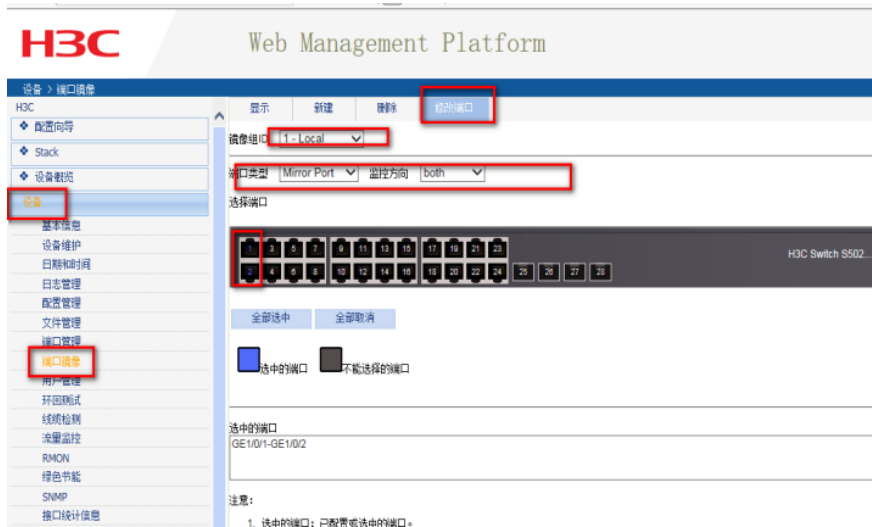 H3C
Web Management Platform
设备 > 端口镜像
H3C
配置向导
Stack
设备概览
设备
基本信息
设备维护
日期和时间
日志管理
配置管理
文件管理
端口管理
端口镜像
用户管理
环回测试
线缆检测
流量监控
RMON
绿色节能
SNMP
接口统计信息
显示 新建 删除 修改端口
镜像组ID 1 - Local
端口类型 Mirror Port 监控方向 both
选择端口
1 3 5 7 9 11 13 15 17 19 21 23
H3C Switch S502...
2 4 6 8 10 12 14 16 18 20 22 24 25 26 27 28
全部选中 全部取消
选中的端口 不能选择的端口
选中的端口
GE1/0/1-GE1/0/2
注意:
1、选中的端口:已配置或选中的端口。